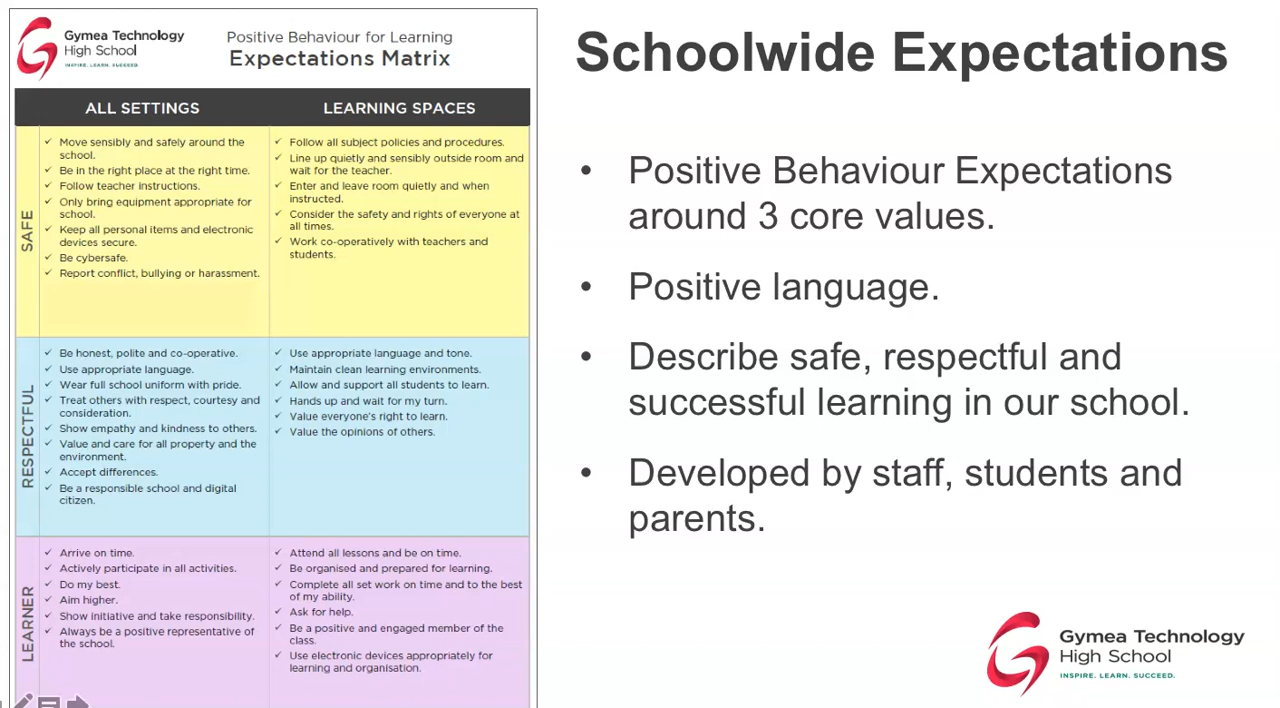 Gymea Technology
High School
INSPIRE. LEARN. SUCCEED.
Positive Behaviour for Learning
Expectations Matrix
ALL SETTINGS
LEARNING SPACES
SAFE
✓ Move sensibly and safely around the
school.
✓ Be in the right place at the right time.
✓ Follow teacher instructions.
✓ Only bring equipment appropriate for
school.
✓ Keep all personal items and electronic
devices secure.
✓ Be cybersafe.
✓ Report conflict, bullying or harassment.
✓ Follow all subject policies and procedures.
✓ Line up quietly and sensibly outside room and
wait for the teacher.
✓ Enter and leave room quietly and when
instructed.
✓ Consider the safety and rights of everyone at
all times.
✓ Work co-operatively with teachers and
students.
RESPECTFUL
✓ Be honest, polite and co-operative.
✓ Use appropriate language.
✓ Wear full school uniform with pride.
✓ Treat others with respect, courtesy and
consideration.
✓ Show empathy and kindness to others.
✓ Value and care for all property and the
environment.
✓ Accept differences.
✓ Be a responsible school and digital
citizen.
✓ Use appropriate language and tone.
✓ Maintain clean learning environments.
✓ Allow and support all students to learn.
✓ Hands up and wait for my turn.
✓ Value everyone's right to learn.
✓ Value the opinions of others.
LEARNER
✓ Arrive on time.
✓ Actively participate in all activities.
✓ Do my best.
✓ Aim higher.
✓ Show initiative and take responsibility.
✓ Always be a positive representative of
the school.
✓ Attend all lessons and be on time.
✓ Be organised and prepared for learning.
✓ Complete all set work on time and to the best
of my ability.
✓ Ask for help.
✓ Be a positive and engaged member of the
class.
✓ Use electronic devices appropriately for
learning and organisation.
Schoolwide Expectations
• Positive Behaviour Expectations
around 3 core values.
• Positive language.
• Describe safe, respectful and
successful learning in our school.
• Developed by staff, students and
parents.
Gymea Technology
High School
INSPIRE. LEARN. SUCCEED.